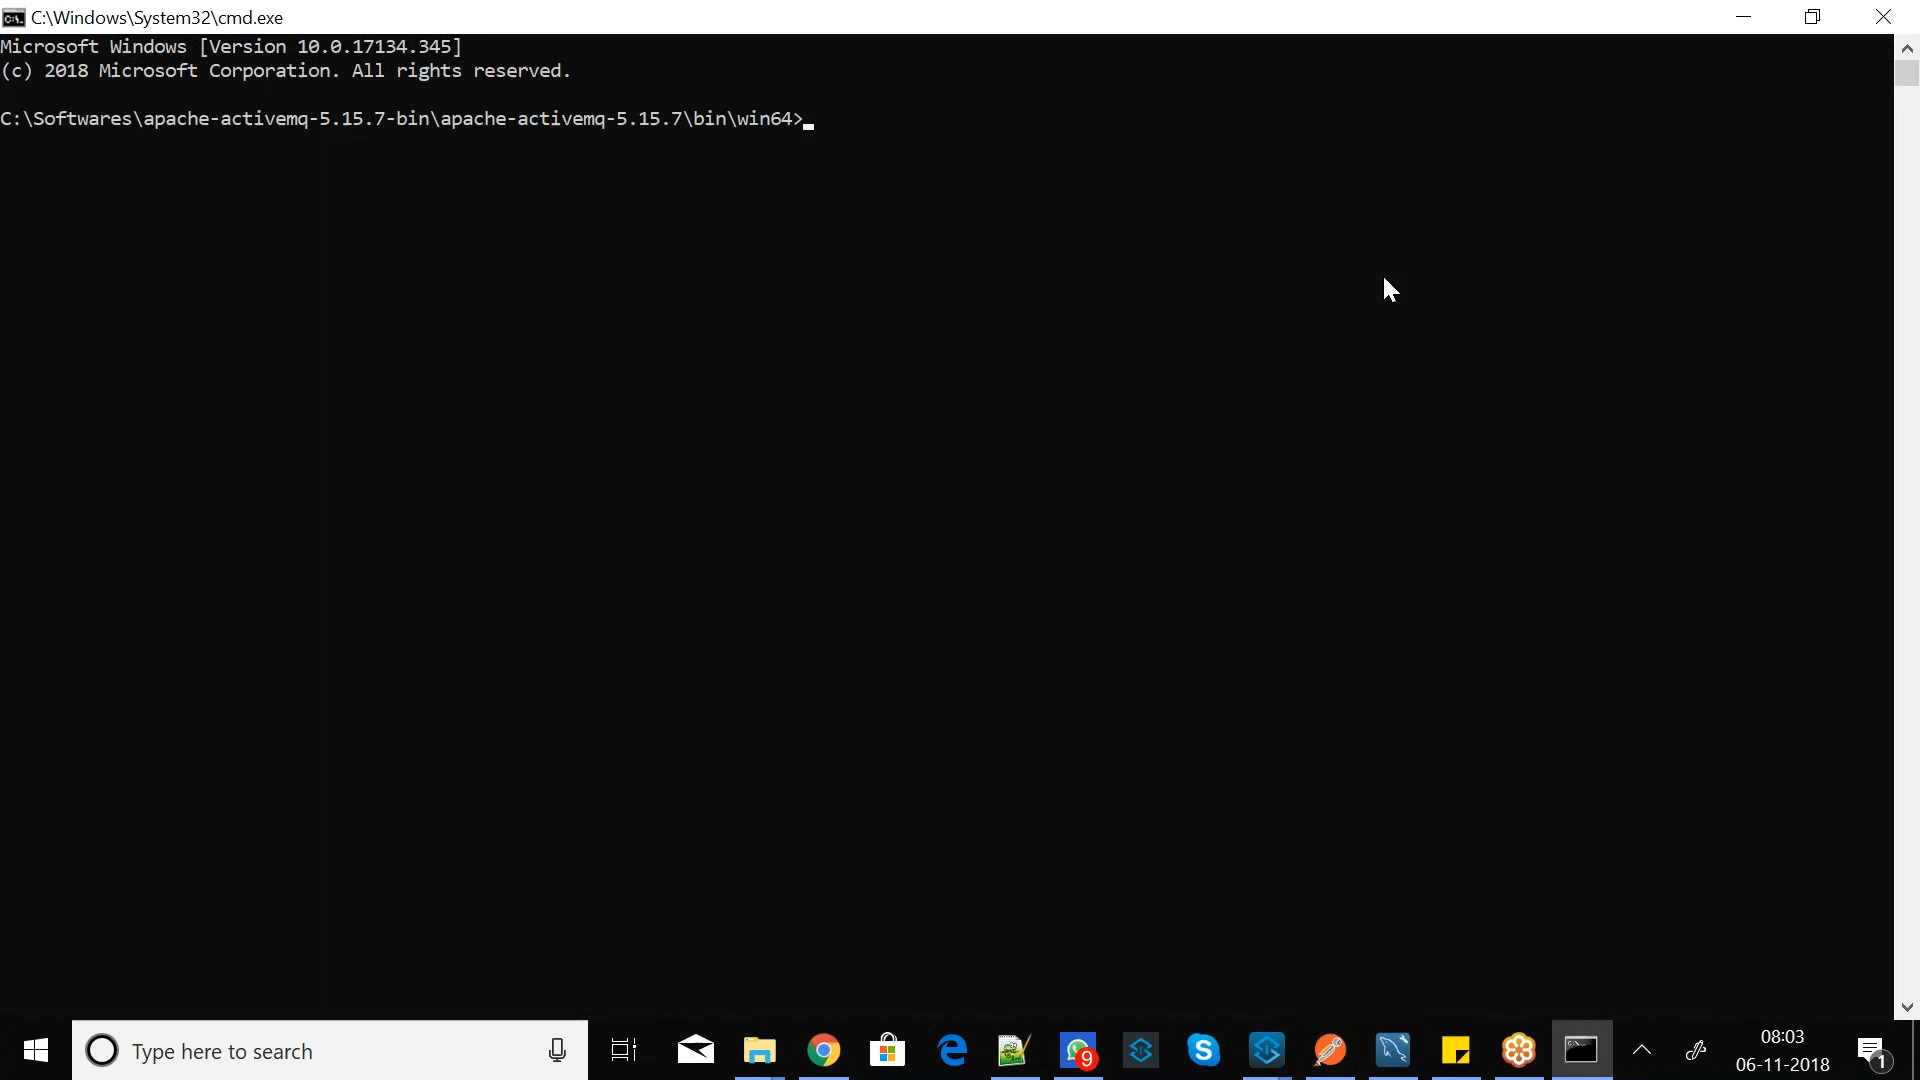 C:\Windows\System32\cmd.exe
Microsoft Windows [Version 10.0.17134.345]
(c) 2018 Microsoft Corporation. All rights reserved.
C:\Softwares\apache-activemq-5.15.7-bin\apache-activemq-5.15.7\bin\win64>
Type here to search
9
08:03
06-11-2018
1